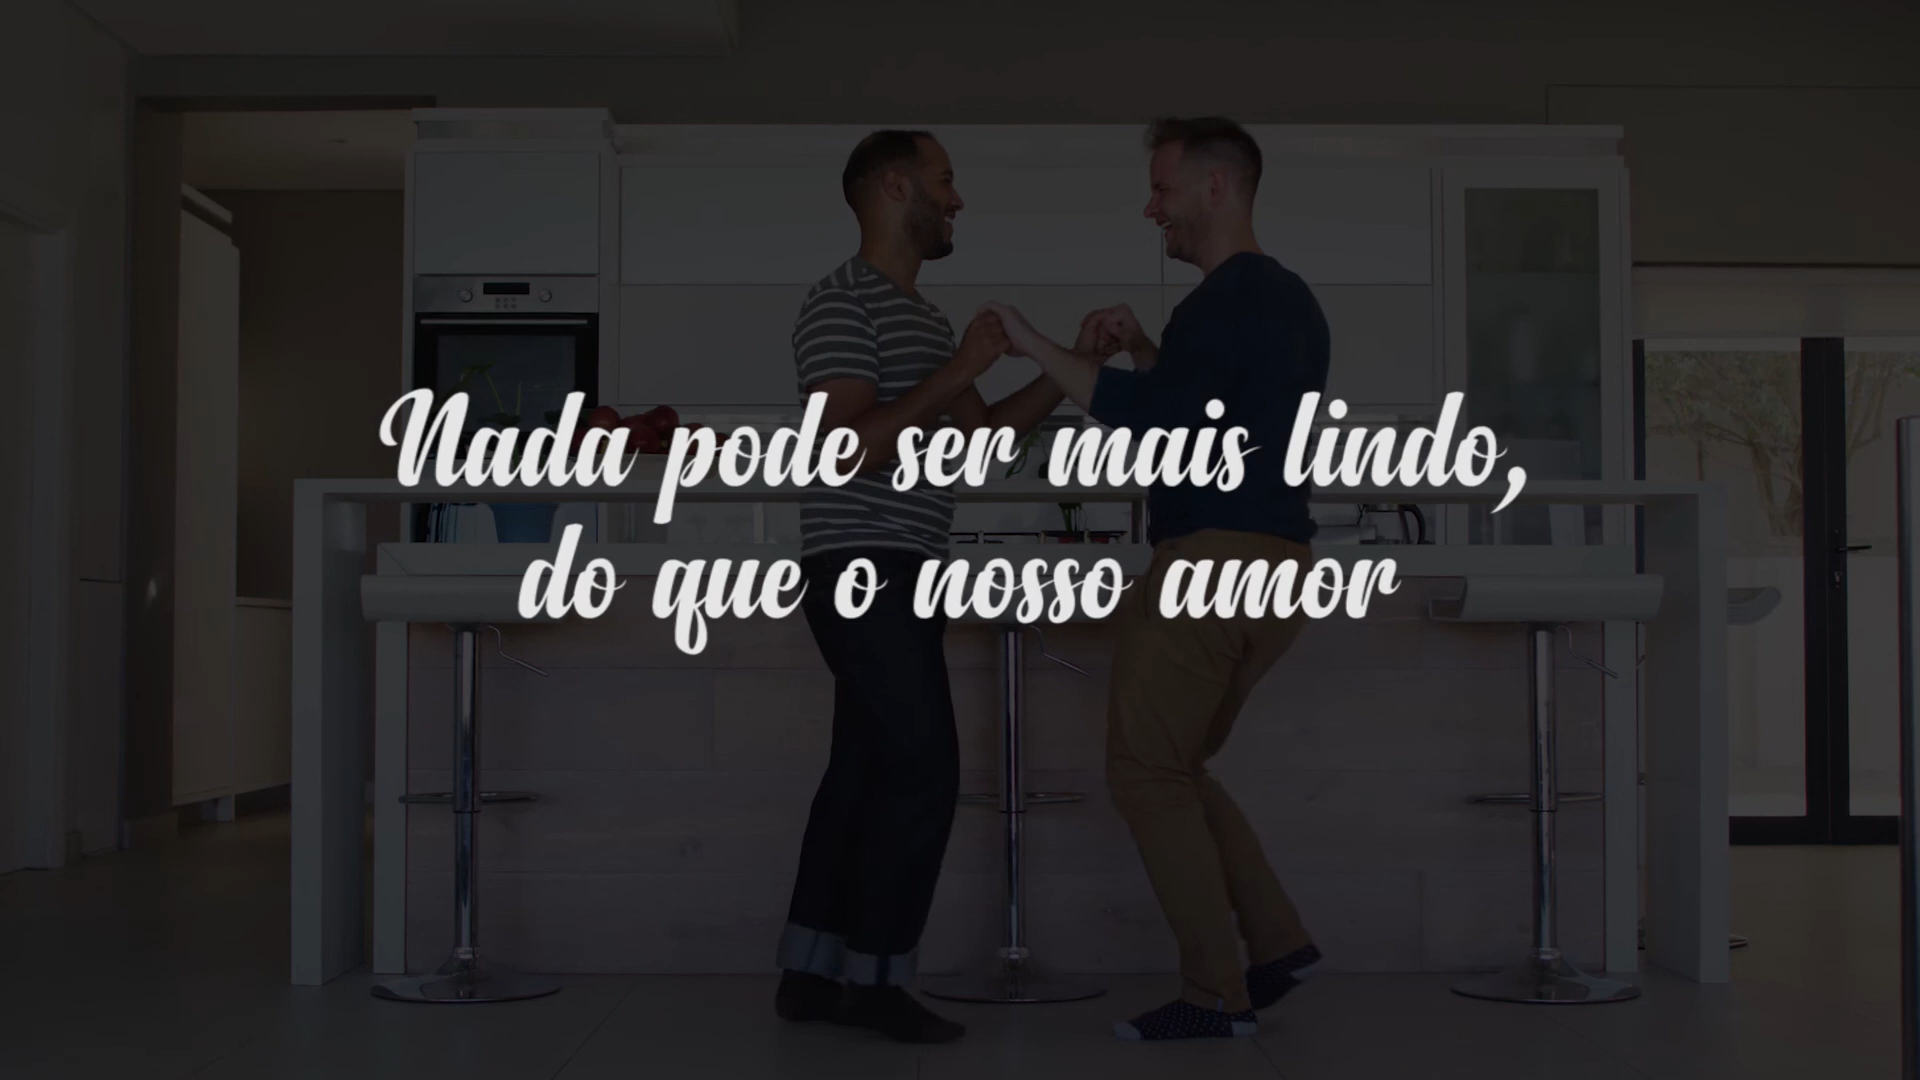 Nada pode ser mais lindo,
do que o nosso amor